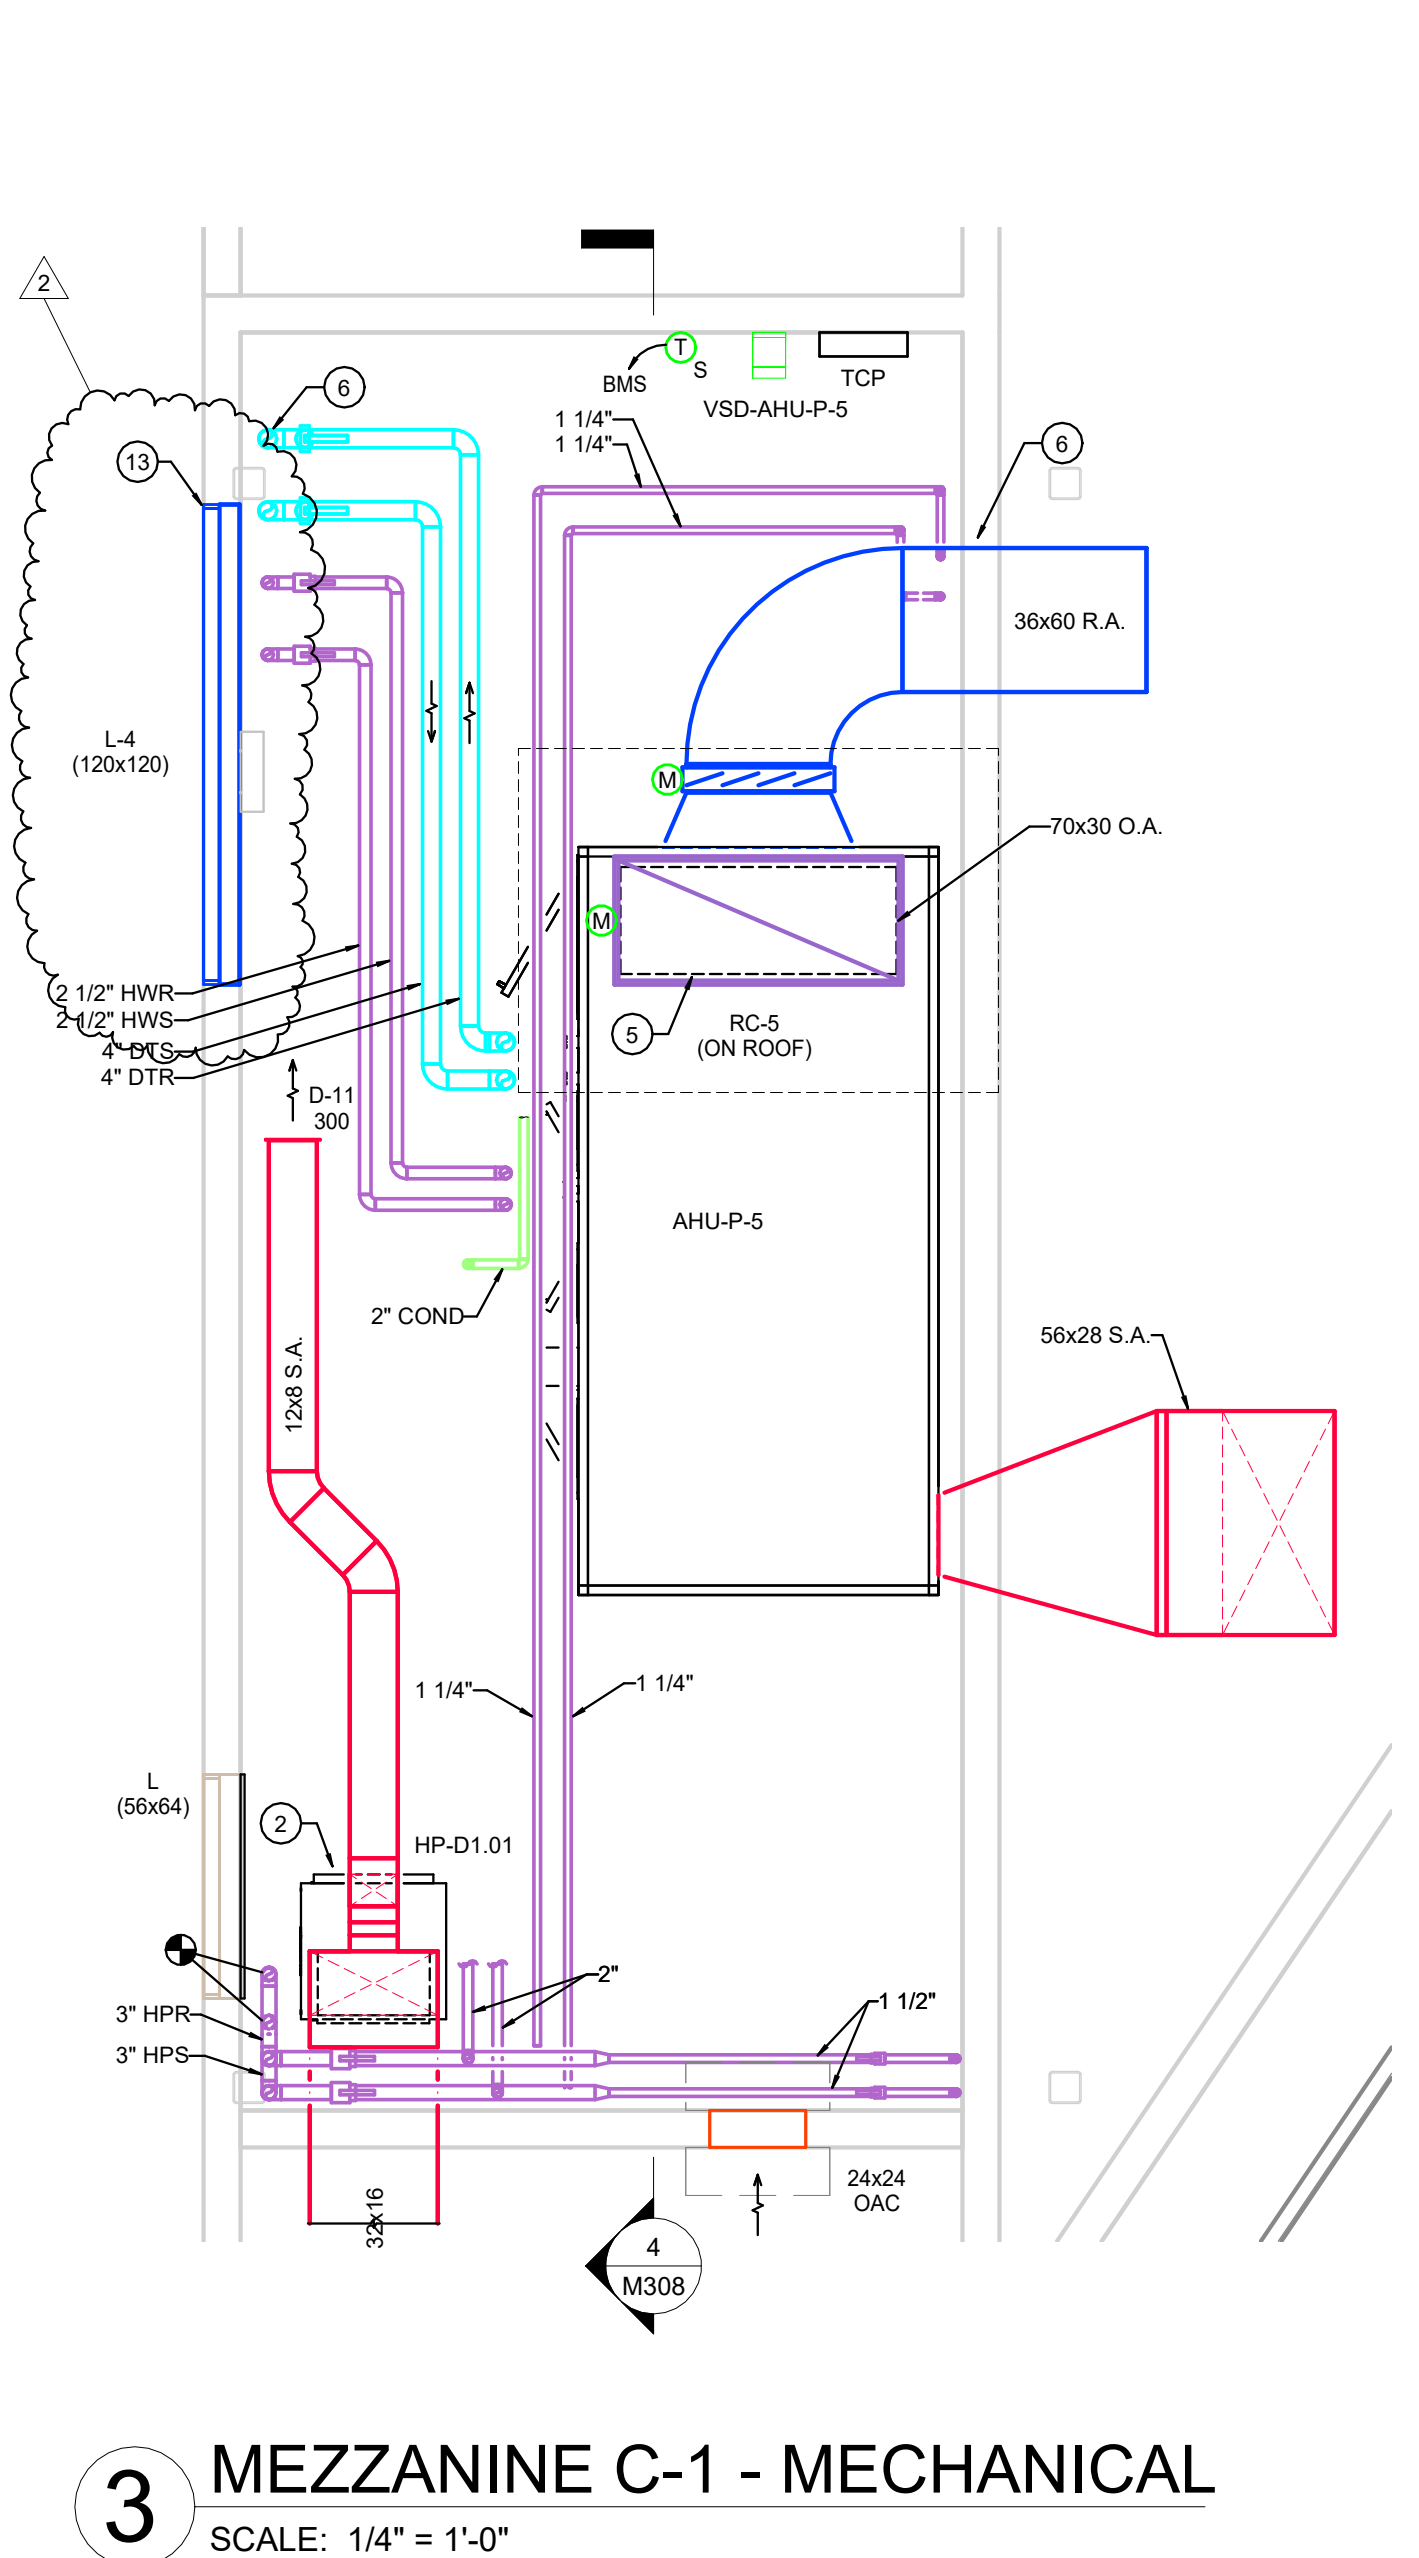 2
T
S
BMS
TCP
VSD-AHU-P-5
6
1 1/4"
1 1/4"
6
13
36x60 R.A.
L-4
(120x120)
M
70x30 O.A.
M
2 1/2" HWR
2 1/2" HWS
4" DTS
4" DTR
5
RC-5
(ON ROOF)
D-11
300
AHU-P-5
2" COND
56x28 S.A.
12x8 S.A.
1 1/4"
1 1/4"
L
(56x64)
2
HP-D1.01
2"
1 1/2"
3" HPR
3" HPS
24x24
OAC
32x16
4
M308
3
MEZZANINE C-1 - MECHANICAL
SCALE: 1/4" = 1'-0"